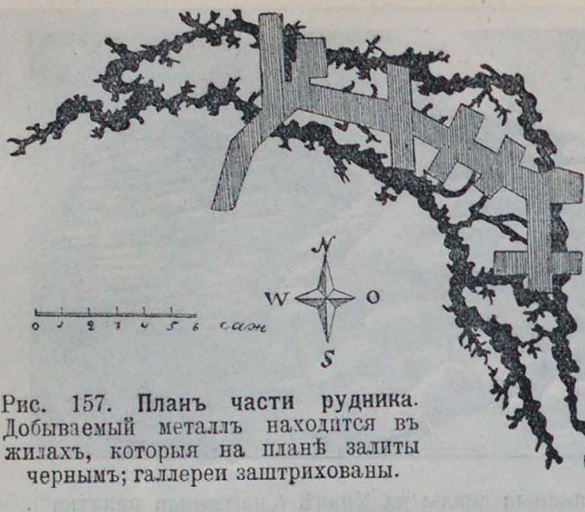 N
W O
S
0 1 2 3 4 5 6 саж
Рис. 157. Планъ части рудника.
Добываемый металлъ находится въ
жилахъ, которыя на планѣ залиты
чернымъ; галлереи заштрихованы.